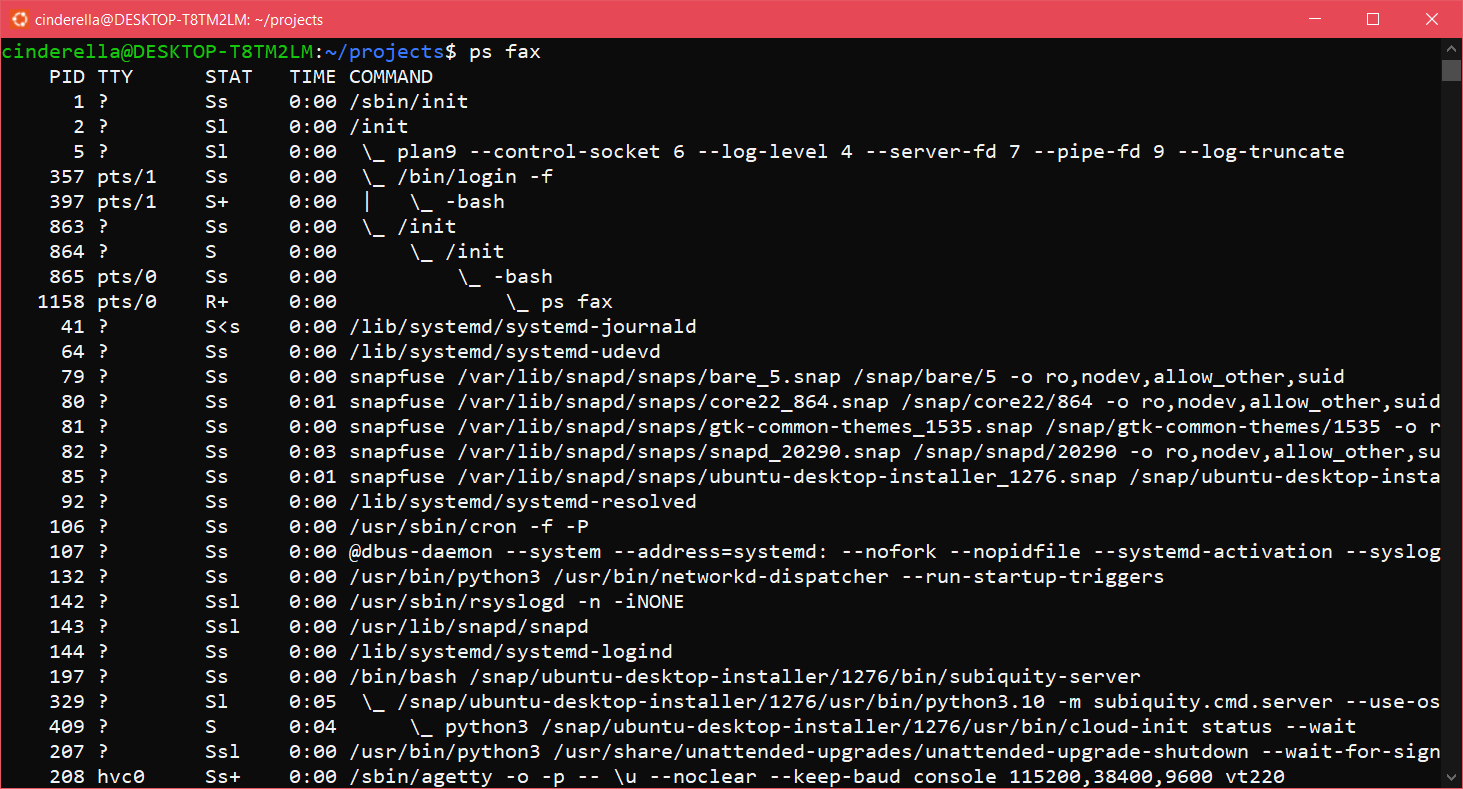 cinderella@DESKTOP-T8TM2LM: ~/projects
cinderella@DESKTOP-T8TM2LM:~/projects$ ps fax
    PID TTY      STAT   TIME COMMAND
      1 ?        Ss     0:00 /sbin/init
      2 ?        Sl     0:00 /init
      5 ?        Sl     0:00  \_ plan9 --control-socket 6 --log-level 4 --server-fd 7 --pipe-fd 9 --log-truncate
    357 pts/1    Ss     0:00  \_ /bin/login -f
    397 pts/1    S+     0:00  |   \_ -bash
    863 ?        Ss     0:00  \_ /init
    864 ?        S      0:00      \_ /init
    865 pts/0    Ss     0:00          \_ -bash
   1158 pts/0    R+     0:00              \_ ps fax
     41 ?        S<s    0:00 /lib/systemd/systemd-journald
     64 ?        Ss     0:00 /lib/systemd/systemd-udevd
     79 ?        Ss     0:00 snapfuse /var/lib/snapd/snaps/bare_5.snap /snap/bare/5 -o ro,nodev,allow_other,suid
     80 ?        Ss     0:01 snapfuse /var/lib/snapd/snaps/core22_864.snap /snap/core22/864 -o ro,nodev,allow_other,suid
     81 ?        Ss     0:00 snapfuse /var/lib/snapd/snaps/gtk-common-themes_1535.snap /snap/gtk-common-themes/1535 -o r
     82 ?        Ss     0:03 snapfuse /var/lib/snapd/snaps/snapd_20290.snap /snap/snapd/20290 -o ro,nodev,allow_other,su
     85 ?        Ss     0:01 snapfuse /var/lib/snapd/snaps/ubuntu-desktop-installer_1276.snap /snap/ubuntu-desktop-insta
     92 ?        Ss     0:00 /lib/systemd/systemd-resolved
    106 ?        Ss     0:00 /usr/sbin/cron -f -P
    107 ?        Ss     0:00 @dbus-daemon --system --address=systemd: --nofork --nopidfile --systemd-activation --syslog
    132 ?        Ss     0:00 /usr/bin/python3 /usr/bin/networkd-dispatcher --run-startup-triggers
    142 ?        Ssl    0:00 /usr/sbin/rsyslogd -n -iNONE
    143 ?        Ssl    0:00 /usr/lib/snapd/snapd
    144 ?        Ss     0:00 /lib/systemd/systemd-logind
    197 ?        Ss     0:00 /bin/bash /snap/ubuntu-desktop-installer/1276/bin/subiquity-server
    329 ?        Sl     0:05  \_ /snap/ubuntu-desktop-installer/1276/usr/bin/python3.10 -m subiquity.cmd.server --use-os
    409 ?        S      0:04      \_ python3 /snap/ubuntu-desktop-installer/1276/usr/bin/cloud-init status --wait
    207 ?        Ssl    0:00 /usr/bin/python3 /usr/share/unattended-upgrades/unattended-upgrade-shutdown --wait-for-sign
    208 hvc0     Ss+    0:00 /sbin/agetty -o -p -- \u --noclear --keep-baud console 115200,38400,9600 vt220